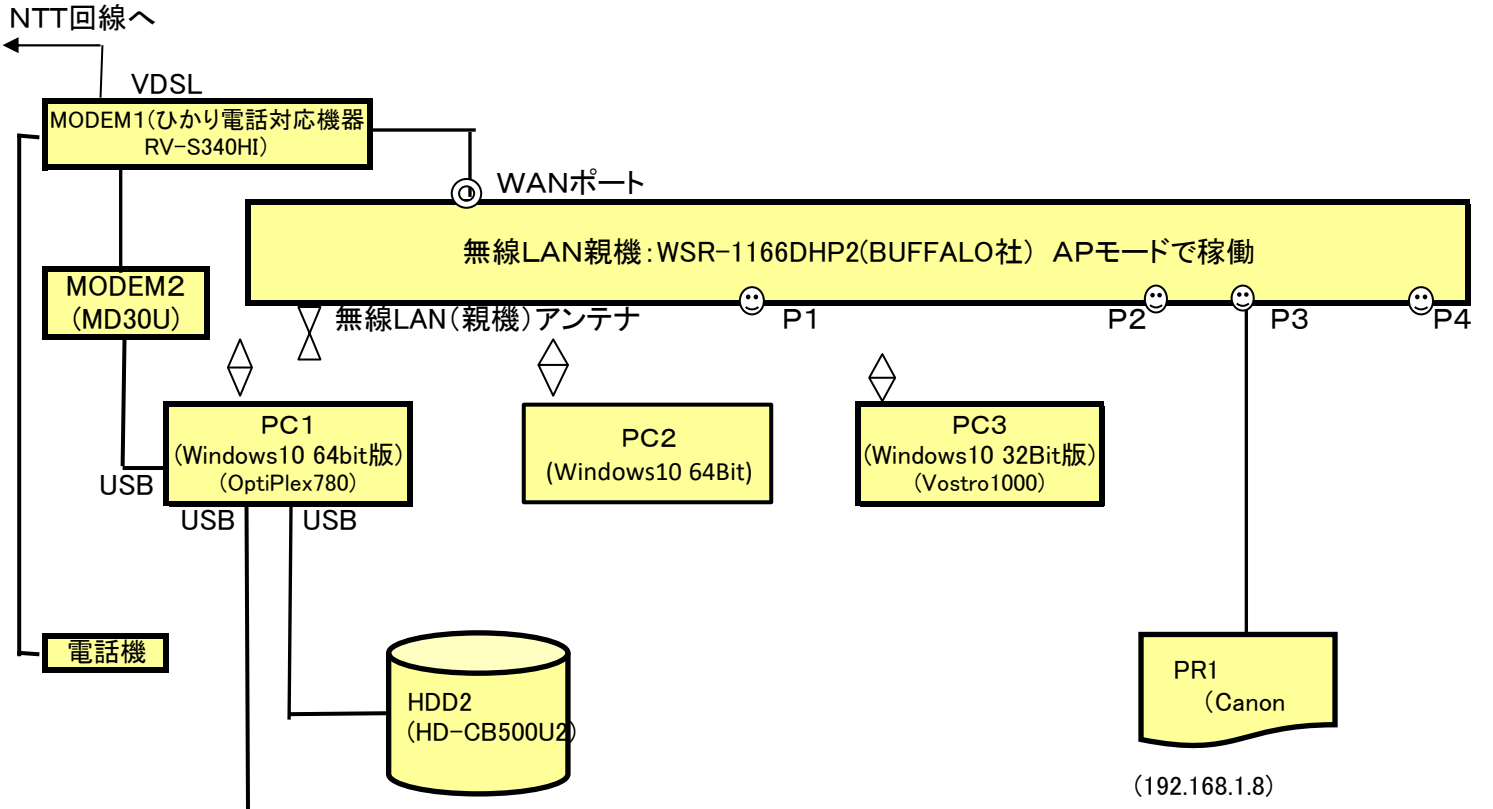 NTT回線へ
VDSL
MODEM1(ひかり電話対応機器
RV-S340HI)
WANポート
無線LAN親機:WSR-1166DHP2(BUFFALO社) APモードで稼働
MODEM2
(MD30U)
無線LAN(親機)アンテナ
P1
P2
P3
P4
PC1
(Windows10 64bit版)
(OptiPlex780)
PC2
(Windows10 64Bit)
PC3
(Windows10 32Bit版)
(Vostro1000)
USB
USB
USB
電話機
HDD2
(HD-CB500U2)
PR1
(Canon
(192.168.1.8)